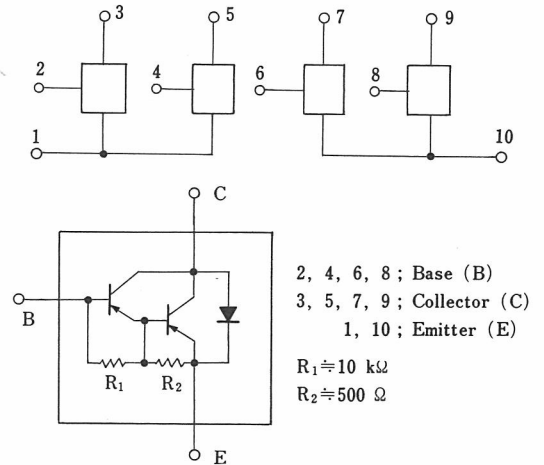 3 5 7 9
2 4 6 8
1 10
C
2, 4, 6, 8 ; Base (B)
3, 5, 7, 9 ; Collector (C)
B
1, 10 ; Emitter (E)
R₁ R₂
R₁≒10 kΩ
R₂≒500 Ω
E